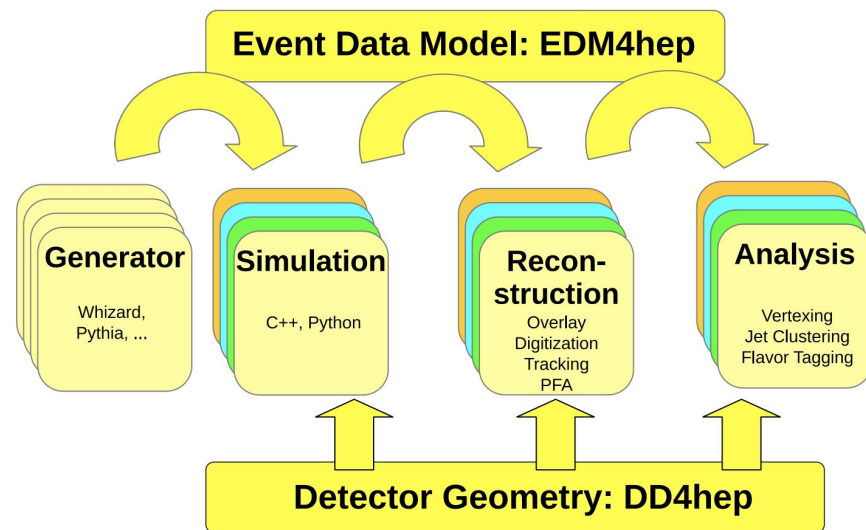 Event Data Model: EDM4hep
Generator
Whizard,
Pythia, ...
Simulation
C++, Python
Recon-
struction
Overlay
Digitization
Tracking
PFA
Analysis
Vertexing
Jet Clustering
Flavor Tagging
Detector Geometry: DD4hep